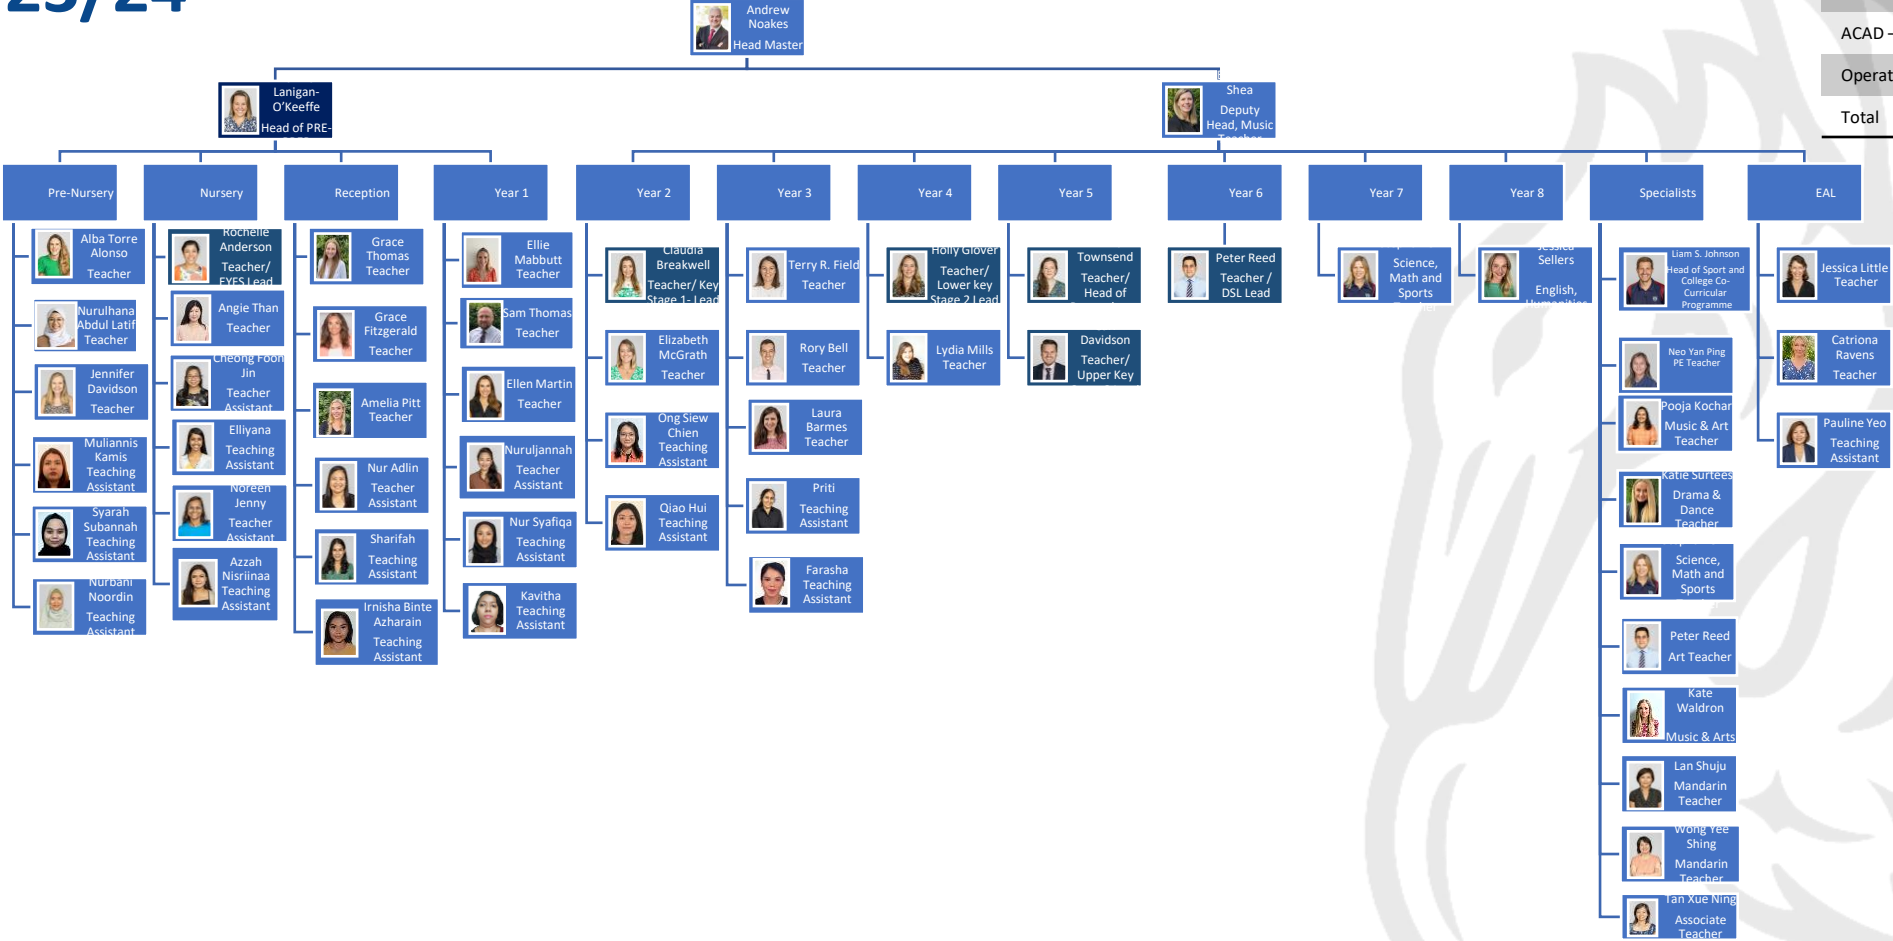 23/24
Andrew
Noakes
Head Master
ACAD –
Operat
Total
Lanigan-
O'Keeffe
Head of PRE-
Shea
Deputy
Head, Music
Teacher
Pre-Nursery
Nursery
Reception
Year 1
Year 2
Year 3
Year 4
Year 5
Year 6
Year 7
Year 8
Specialists
EAL
Alba Torre
Alonso
Teacher
Nurulhana
Abdul Latif
Teacher
Jennifer
Davidson
Teacher
Muliannis
Kamis
Teaching
Assistant
Syarah
Subannah
Teaching
Assistant
Nurbani
Noordin
Teaching
Assistant
Rochelle
Anderson
Teacher/
EYFS Lead
Angie Than
Teacher
Cheong Foon
Jin
Teacher
Assistant
Elliyana
Teaching
Assistant
Noreen
Jenny
Teacher
Assistant
Azzah
Nisriinaa
Teaching
Assistant
Grace
Thomas
Teacher
Grace
Fitzgerald
Teacher
Amelia Pitt
Teacher
Nur Adlin
Teacher
Assistant
Sharifah
Teaching
Assistant
Irnisha Binte
Azharain
Teaching
Assistant
Ellie
Mabbutt
Teacher
Sam Thomas
Teacher
Ellen Martin
Teacher
Nuruljannah
Teacher
Assistant
Nur Syafiqa
Teaching
Assistant
Kavitha
Teaching
Assistant
Claudia
Breakwell
Teacher/ Key
Stage 1- Lead
Elizabeth
McGrath
Teacher
Ong Siew
Chien
Teaching
Assistant
Qiao Hui
Teaching
Assistant
Terry R. Field
Teacher
Rory Bell
Teacher
Laura
Barmes
Teacher
Priti
Teaching
Assistant
Farasha
Teaching
Assistant
Holly Glover
Teacher/
Lower key
Stage 2 Lead
Lydia Mills
Teacher
Townsend
Teacher/
Head of
Davidson
Teacher/
Upper Key
Peter Reed
Teacher /
DSL Lead
Science,
Math and
Sports
Jessica
Sellers
English,
Humanities
Liam S. Johnson
Head of Sport and
College Co-
Curricular
Programme
Neo Yan Ping
PE Teacher
Pooja Kochar
Music & Art
Teacher
Katie Surtees
Drama &
Dance
Teacher
Science,
Math and
Sports
Peter Reed
Art Teacher
Kate
Waldron
Music & Arts
Lan Shuju
Mandarin
Teacher
Wong Yee
Shing
Mandarin
Teacher
Tan Xue Ning
Associate
Teacher
Jessica Little
Teacher
Catriona
Ravens
Teacher
Pauline Yeo
Teaching
Assistant